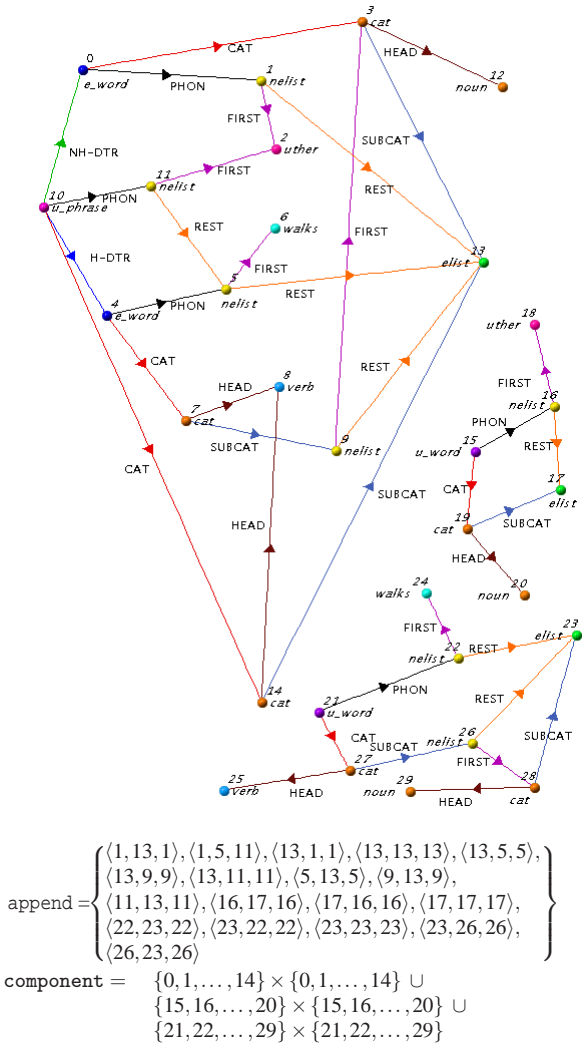 3
cat
0
CAT
HEAD
12
noun
e_word
PHON
1
nelist
FIRST
SUBCAT
2
uther
NH-DTR
11
nelist
FIRST
REST
10
u_phrase
PHON
REST
6
walks
FIRST
13
elist
H-DTR
5
FIRST
nelist
REST
4
e_word
PHON
18
uther
CAT
8
verb
REST
FIRST
nelist
16
HEAD
7
cat
PHON
15
u_word
REST
SUBCAT
9
nelist
CAT
CAT
SUBCAT
17
elist
19
cat
SUBCAT
HEAD
HEAD
20
noun
24
walks
23
elist
FIRST
22
nelist
REST
14
cat
21
u_word
PHON
REST
CAT
SUBCAT
26
nelist
SUBCAT
27
cat
FIRST
25
verb
HEAD
29
noun
28
cat
HEAD
append = {⟨1,13,1⟩,⟨1,5,11⟩,⟨13,1,1⟩,⟨13,13,13⟩,⟨13,5,5⟩,
⟨13,9,9⟩,⟨13,11,11⟩,⟨5,13,5⟩,⟨9,13,9⟩,
⟨11,13,11⟩,⟨16,17,16⟩,⟨17,16,16⟩,⟨17,17,17⟩,
⟨22,23,22⟩,⟨23,22,22⟩,⟨23,23,23⟩,⟨23,26,26⟩,
⟨26,23,26⟩}
component = {0,1,…,14} × {0,1,…,14} ∪
{15,16,…,20} × {15,16,…,20} ∪
{21,22,…,29} × {21,22,…,29}